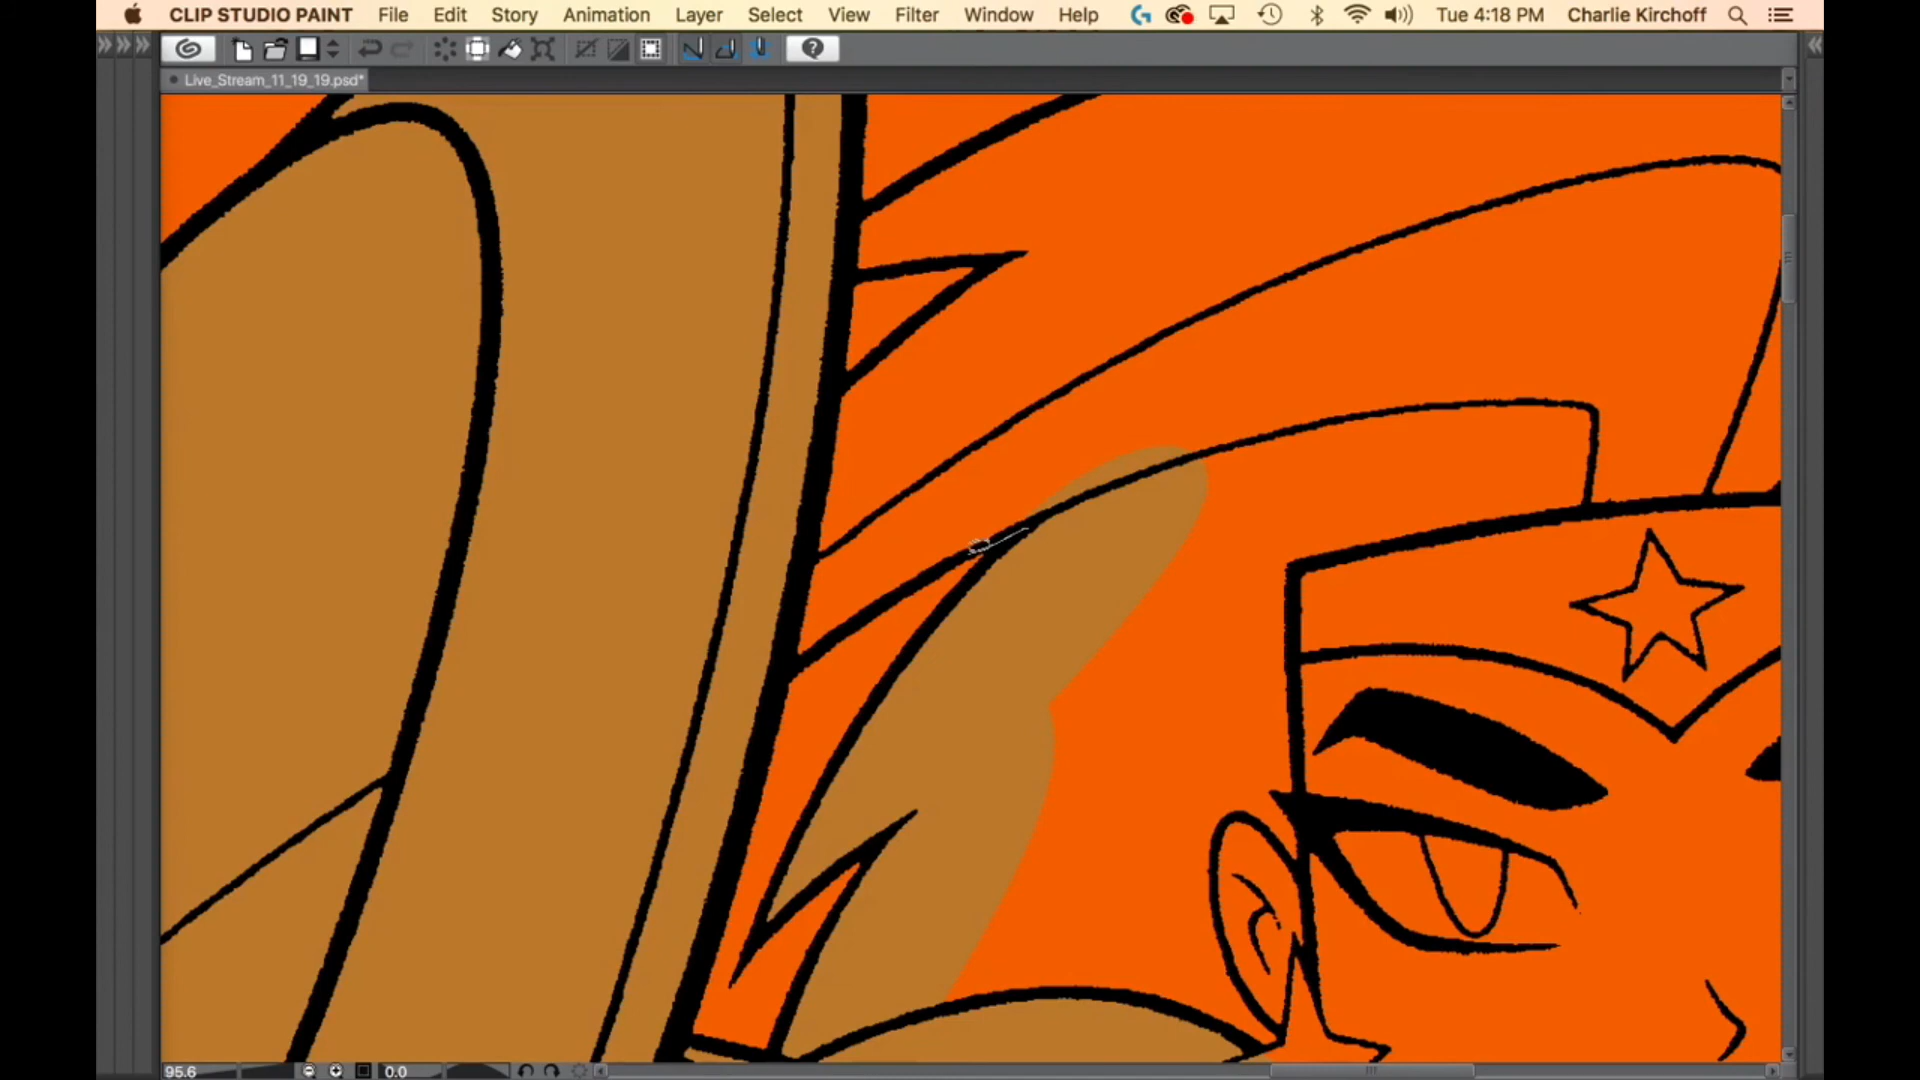 CLIP STUDIO PAINT File Edit Story Animation Layer Select View Filter Window Help Tue 4:18 PM Charlie Kirchoff
Live_Stream_11_19_19.psd*
95.6 0.0